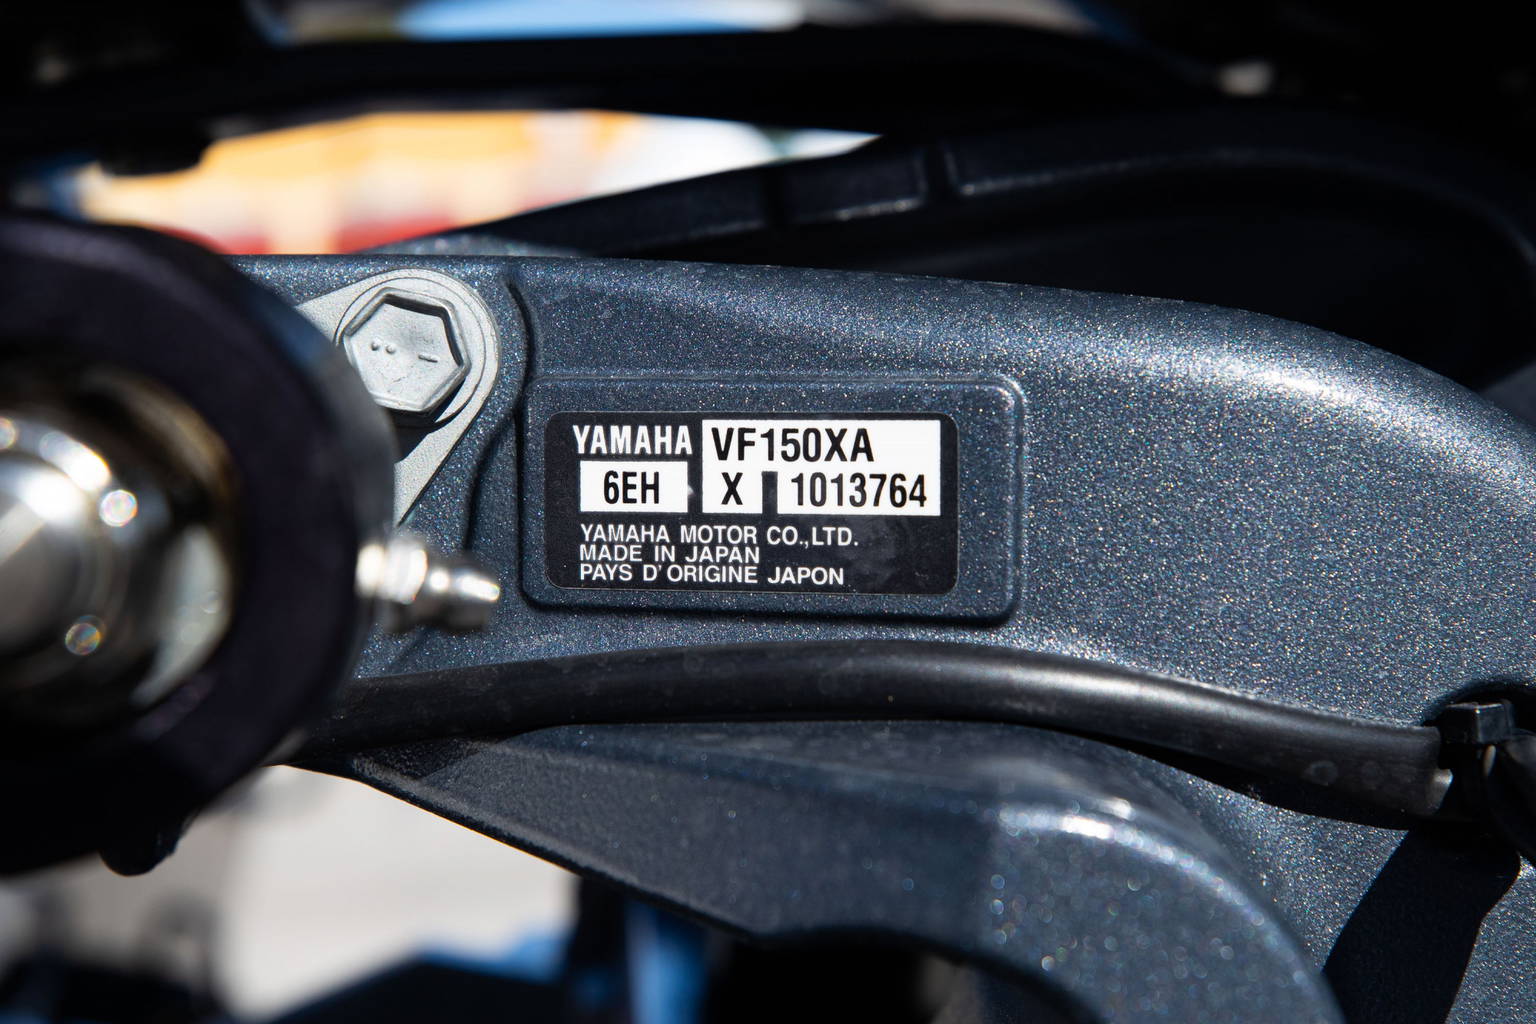 YAMAHA VF150XA
6EH X 1013764
YAMAHA MOTOR CO.,LTD.
MADE IN JAPAN
PAYS D'ORIGINE JAPON